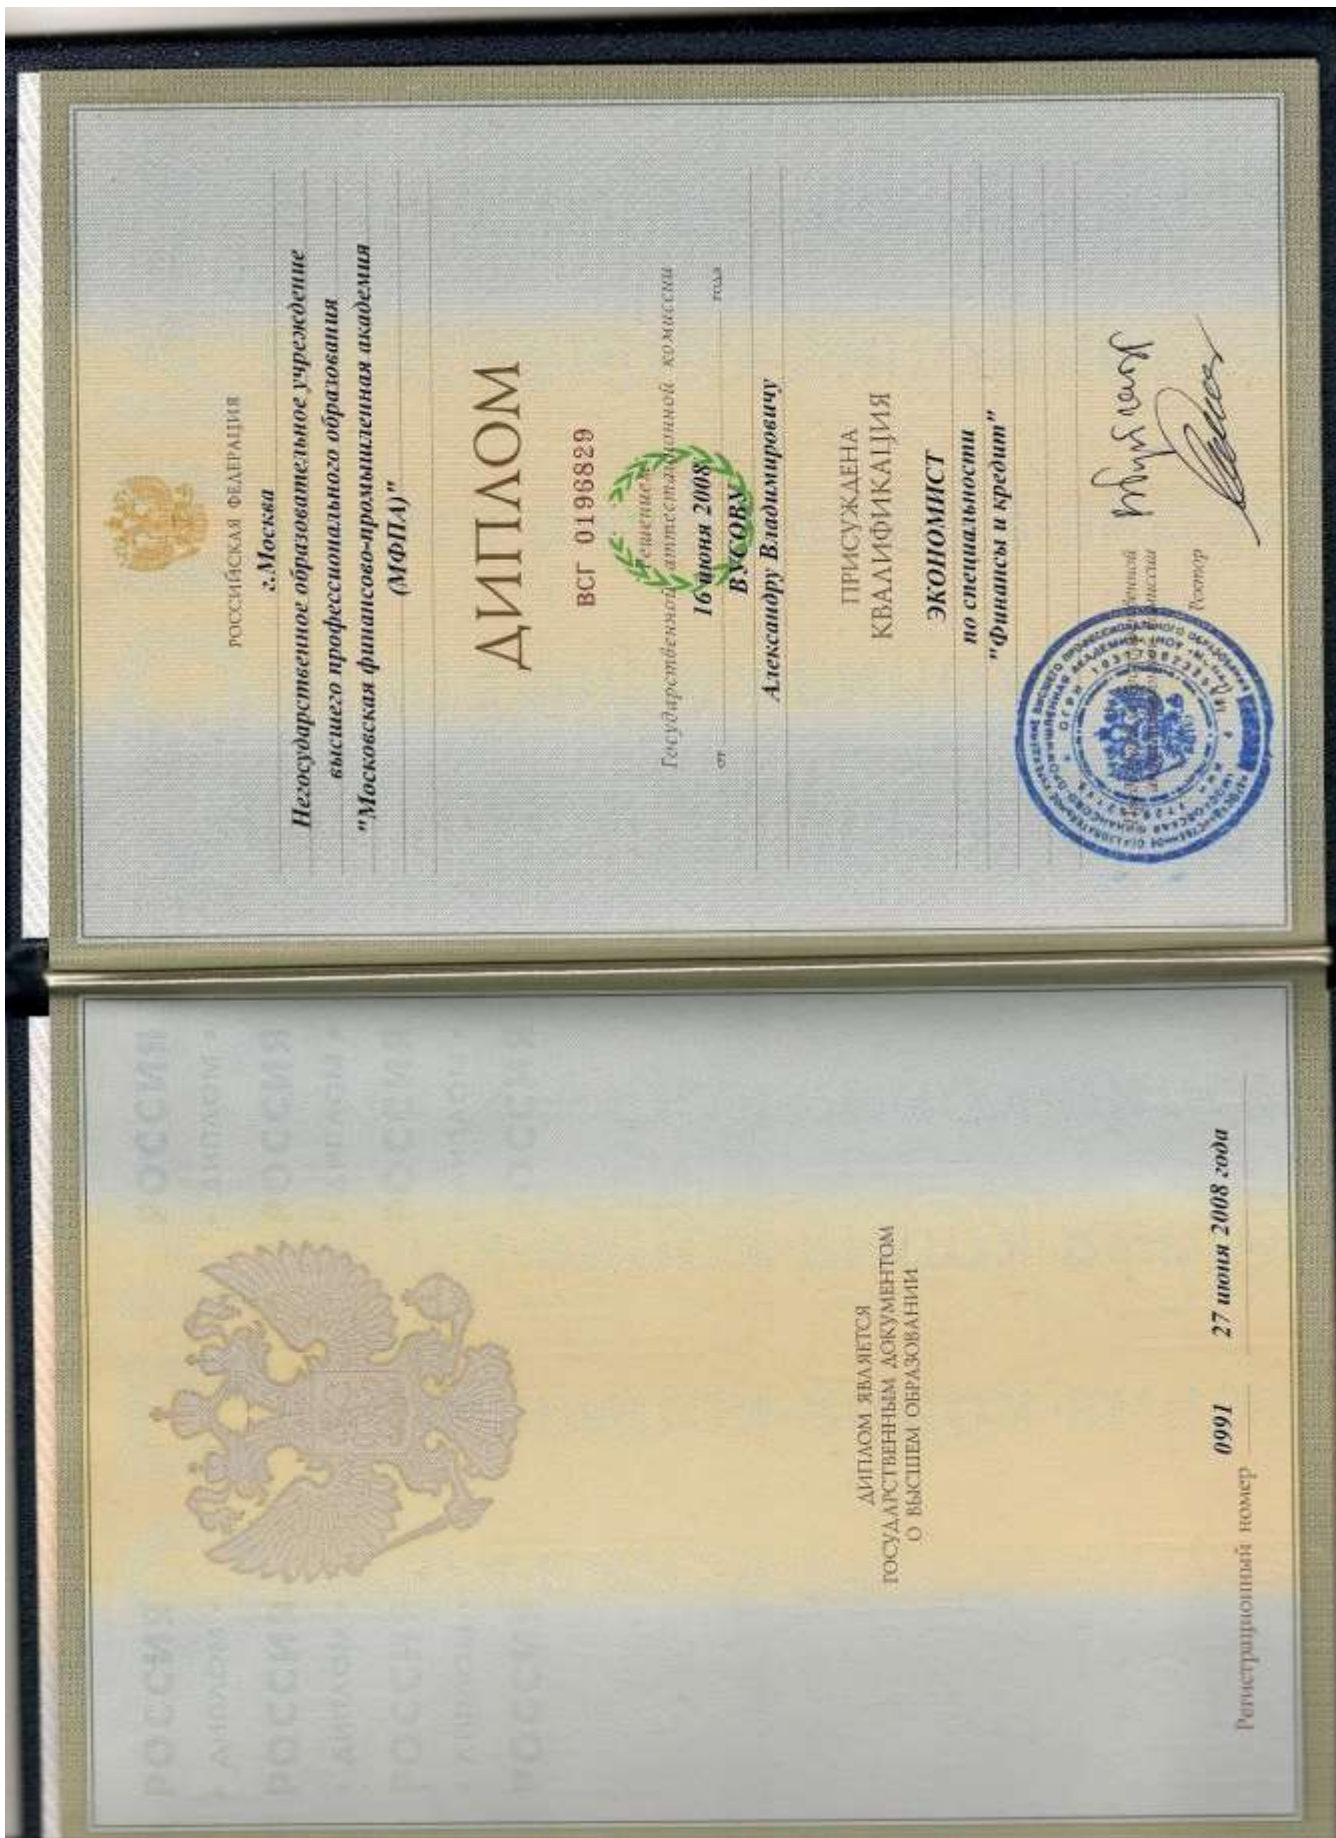 ДИПЛОМ ЯВЛЯЕТСЯ
ГОСУДАРСТВЕННЫМ ДОКУМЕНТОМ
О ВЫСШЕМ ОБРАЗОВАНИИ
Регистрационный номер 0991 27 июня 2008 года
РОССИЙСКАЯ ФЕДЕРАЦИЯ
г.Москва
Негосударственное образовательное учреждение
высшего профессионального образования
"Московская финансово-промышленная академия
(МФПА)"
ДИПЛОМ
ВСГ 0196829
Решением
Государственной аттестационной комиссии
от 16 июня 2008 года
ВУСОВУ
Александру Владимировичу
ПРИСУЖДЕНА
КВАЛИФИКАЦИЯ
ЭКОНОМИСТ
по специальности
"Финансы и кредит"
Ректор